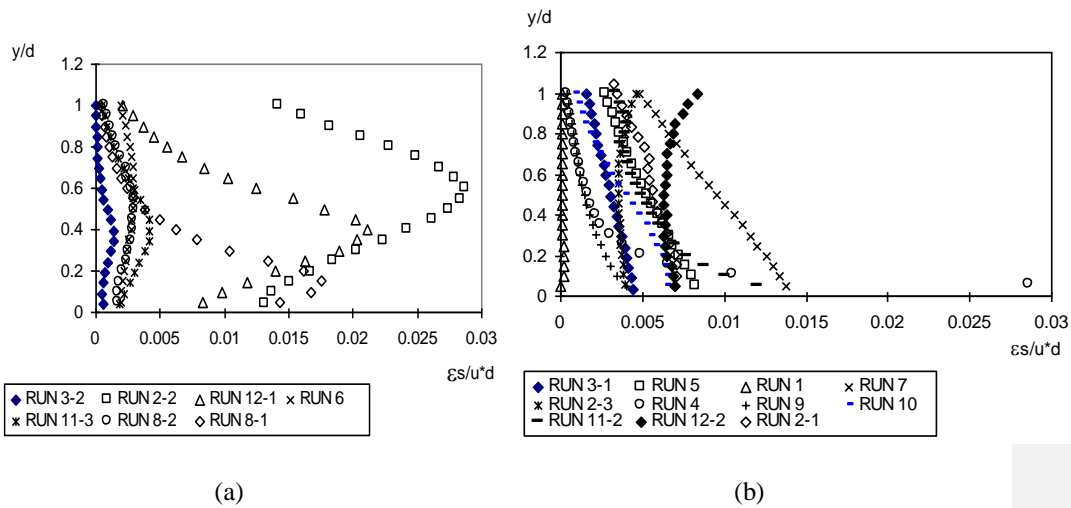 y/d
1.2
1
0.8
0.6
0.4
0.2
0
0 0.005 0.01 0.015 0.02 0.025 0.03
εs/u*d
RUN 3-2 RUN 2-2 RUN 12-1 RUN 6
RUN 11-3 RUN 8-2 RUN 8-1
(a)
y/d
1.2
1
0.8
0.6
0.4
0.2
0
0 0.005 0.01 0.015 0.02 0.025 0.03
εs/u*d
RUN 3-1 RUN 5 RUN 1 RUN 7
RUN 2-3 RUN 4 RUN 9 RUN 10
RUN 11-2 RUN 12-2 RUN 2-1
(b)